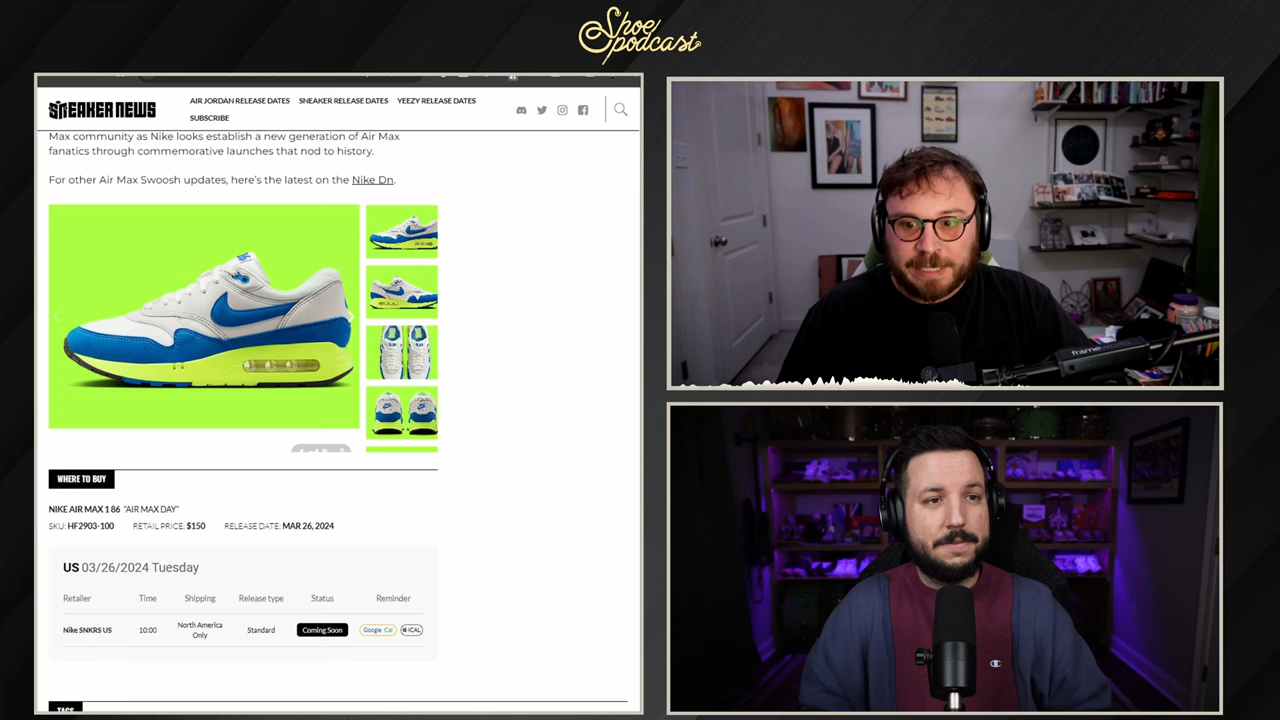 Shoe
podcast
SNEAKER NEWS
AIR JORDAN RELEASE DATES SNEAKER RELEASE DATES YEEZY RELEASE DATES
SUBSCRIBE
Max community as Nike looks establish a new generation of Air Max
fanatics through commemorative launches that nod to history.
For other Air Max Swoosh updates, here's the latest on the Nike Dn.
WHERE TO BUY
NIKE AIR MAX 1 86 "AIR MAX DAY"
SKU: HF2903-100 RETAIL PRICE: $150 RELEASE DATE: MAR 26, 2024
US 03/26/2024 Tuesday
Retailer Time Shipping Release type Status Reminder
Nike SNKRS US 10:00 North America Only Standard Coming Soon Google Cal iCAL
TAGS
frame